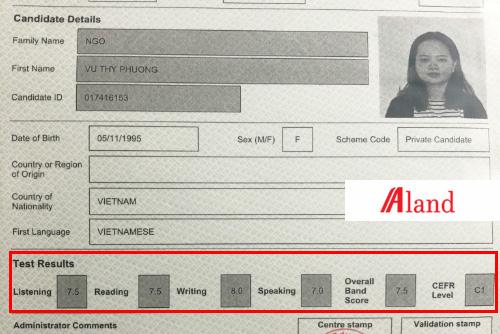 Candidate Details
Family Name NGO
First Name VU THY PHUONG
Candidate ID 017416153
Date of Birth 05/11/1995 Sex (M/F) F Scheme Code Private Candidate
Country or Region
of Origin
Country of
Nationality VIETNAM
Aland
First Language VIETNAMESE
Test Results
Listening 7.5 Reading 7.5 Writing 8.0 Speaking 7.0 Overall Band Score 7.5 CEFR Level C1
Administrator Comments Centre stamp Validation stamp